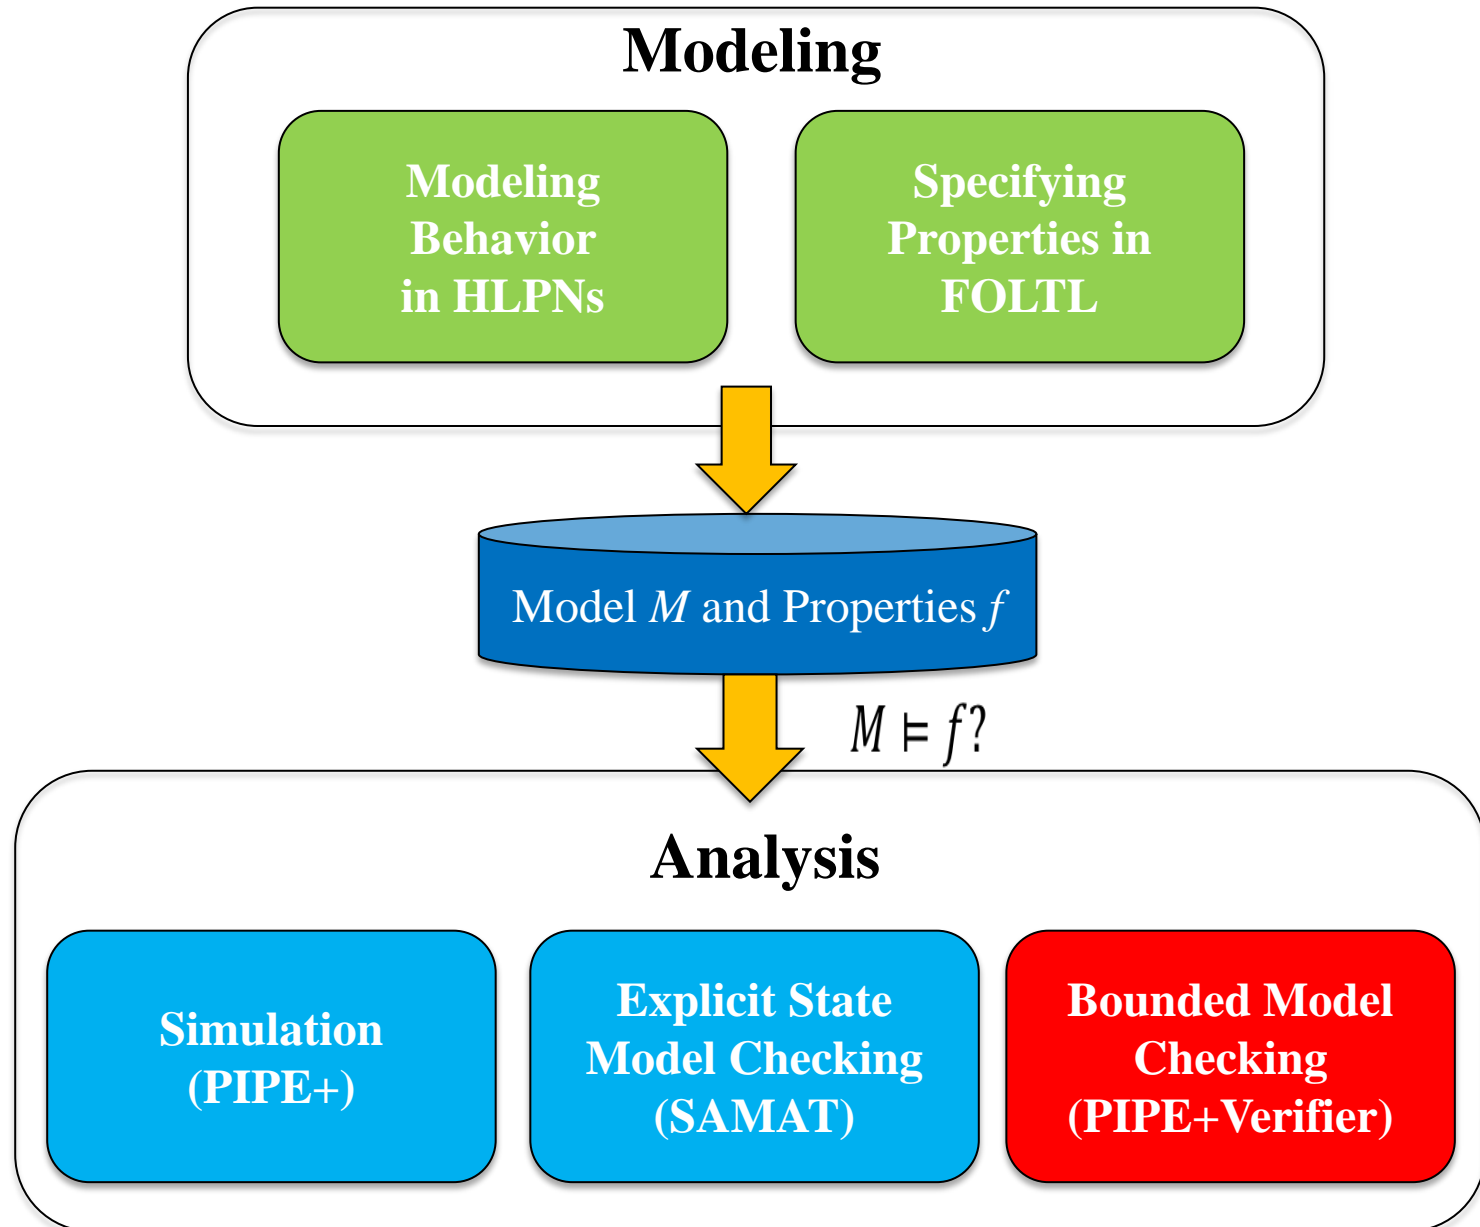 Modeling
Modeling
Behavior
in HLPNs
Specifying
Properties in
FOLTL
Model M and Properties f
M ⊨ f?
Analysis
Simulation
(PIPE+)
Explicit State
Model Checking
(SAMAT)
Bounded Model
Checking
(PIPE+Verifier)